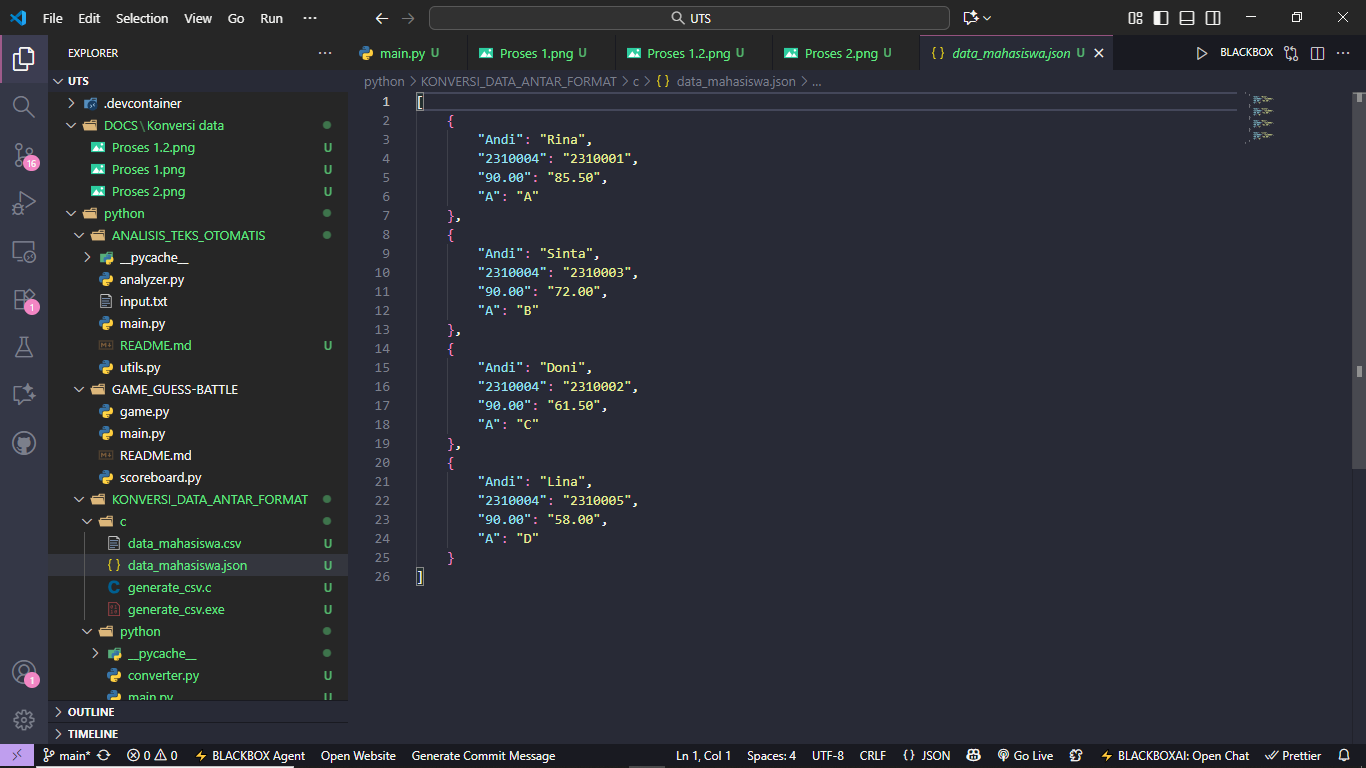 File Edit Selection View Go Run ··· UTS
EXPLORER ···
UTS
.devcontainer
DOCS\Konversi data
Proses 1.2.png U
Proses 1.png U
Proses 2.png U
python
ANALISIS_TEKS_OTOMATIS
__pycache__
analyzer.py
input.txt
main.py
README.md U
utils.py
GAME_GUESS-BATTLE
game.py
main.py
README.md
scoreboard.py
KONVERSI_DATA_ANTAR_FORMAT
c
data_mahasiswa.csv U
data_mahasiswa.json U
generate_csv.c U
generate_csv.exe U
python
__pycache__
converter.py U
main.py U
OUTLINE
TIMELINE
16
1
1
main.py U Proses 1.png U Proses 1.2.png U Proses 2.png U {} data_mahasiswa.json U BLACKBOX ···
python > KONVERSI_DATA_ANTAR_FORMAT > c > {} data_mahasiswa.json > ...
1 [
2 {
3 "Andi": "Rina",
4 "2310004": "2310001",
5 "90.00": "85.50",
6 "A": "A"
7 },
8 {
9 "Andi": "Sinta",
10 "2310004": "2310003",
11 "90.00": "72.00",
12 "A": "B"
13 },
14 {
15 "Andi": "Doni",
16 "2310004": "2310002",
17 "90.00": "61.50",
18 "A": "C"
19 },
20 {
21 "Andi": "Lina",
22 "2310004": "2310005",
23 "90.00": "58.00",
24 "A": "D"
25 }
26 ]
main* 0 0 BLACKBOX Agent Open Website Generate Commit Message Ln 1, Col 1 Spaces: 4 UTF-8 CRLF {} JSON Go Live BLACKBOXAI: Open Chat Prettier